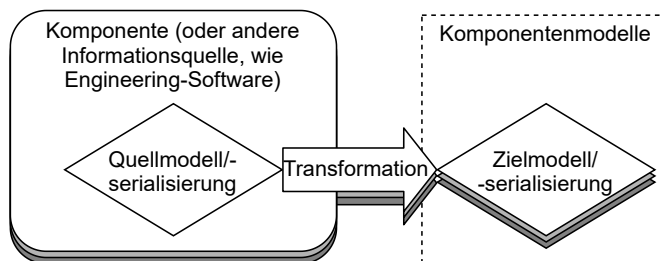 Komponente (oder andere
Informationsquelle, wie
Engineering-Software)
Komponentenmodelle
Quellmodell/-
serialisierung
Transformation
Zielmodell/
-serialisierung